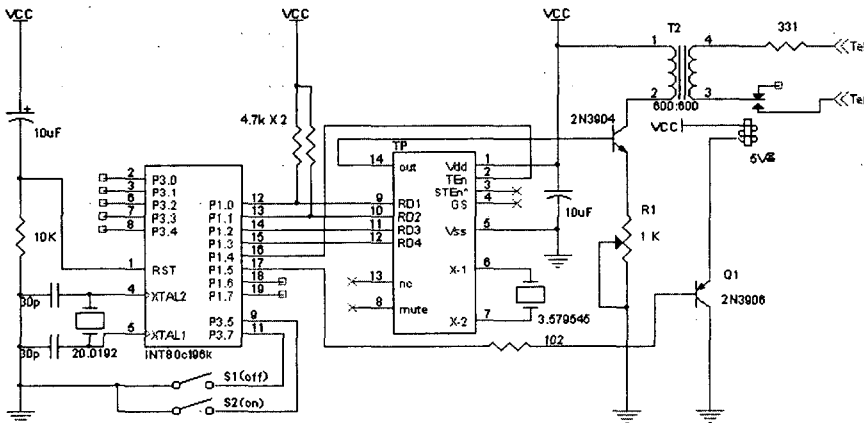 VCC
VCC
VCC
T2
331
1
4
Te
2
3
Te
600:600
4.7k X 2
2N3904
VCC
10uF
TP
5V
14
out
Vdd
1
TEn
2
STEn^
3
GS
4
2
P3.0
3
P3.1
6
P3.2
7
P3.3
8
P3.4
P1.0
12
9
RD1
P1.1
13
10
RD2
P1.2
14
11
RD3
P1.3
15
12
RD4
P1.4
16
P1.5
17
P1.6
18
P1.7
19
Vss
5
10uF
R1
1 K
10K
1
RST
13
nc
X-1
6
Q1
30p
4
XTAL2
8
mute
2N3906
X-2
7
3.579545
P3.5
9
30p
5
XTAL1
P3.7
11
20.0192
INT80c196k
102
S1(off)
S2(on)